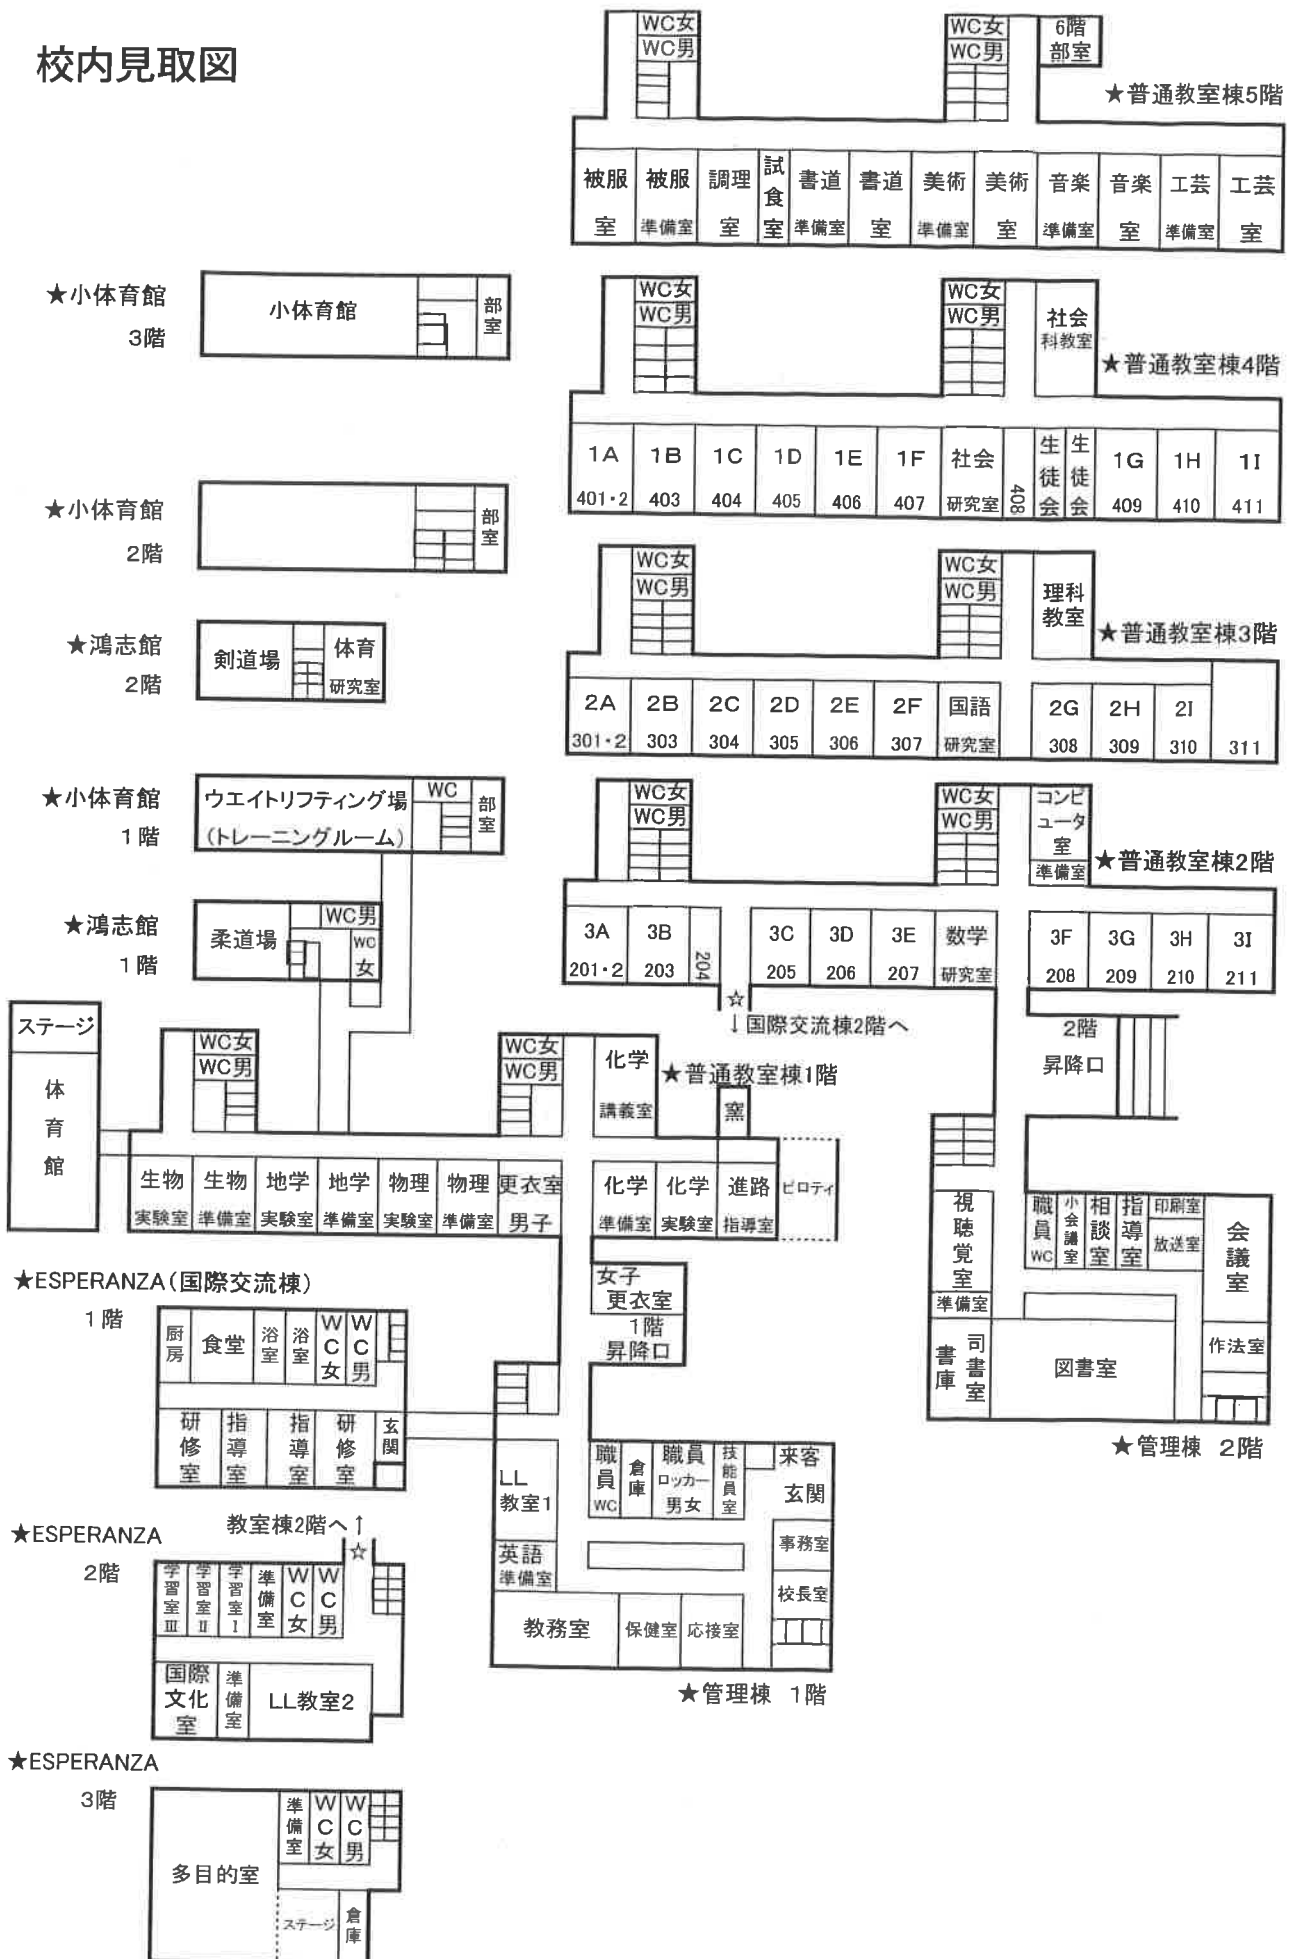 校内見取図
WC女
WC男
WC女
WC男
6階
部室
★普通教室棟5階
被服室
被服準備室
調理室
試食室
書道準備室
書道室
美術準備室
美術室
音楽準備室
音楽室
工芸準備室
工芸室
★小体育館
3階
小体育館
部室
WC女
WC男
WC女
WC男
社会
科教室
★普通教室棟4階
1A
401・2
1B
403
1C
404
1D
405
1E
406
1F
407
社会
研究室
408
生徒会
生徒会
1G
409
1H
410
1I
411
★小体育館
2階
部室
WC女
WC男
WC女
WC男
理科
教室
★普通教室棟3階
2A
301・2
2B
303
2C
304
2D
305
2E
306
2F
307
国語
研究室
2G
308
2H
309
2I
310
311
★鴻志館
2階
剣道場
体育
研究室
★小体育館
1階
ウエイトリフティング場
(トレーニングルーム)
WC
部室
WC女
WC男
WC女
WC男
コンピ
ュータ
室
準備室
★普通教室棟2階
3A
201・2
3B
203
204
3C
205
3D
206
3E
207
数学
研究室
3F
208
3G
209
3H
210
3I
211
☆
↓国際交流棟2階へ
2階
昇降口
★鴻志館
1階
柔道場
WC男
WC
女
ステージ
体育館
WC女
WC男
WC女
WC男
化学
講義室
★普通教室棟1階
窯
生物
実験室
生物
準備室
地学
実験室
地学
準備室
物理
実験室
物理
準備室
更衣室
男子
化学
準備室
化学
実験室
進路
指導室
ピロティ
女子
更衣室
1階
昇降口
視聴覚室
準備室
書庫
司書室
図書室
職員
WC
小会議室
相談室
指導室
印刷室
放送室
会議室
作法室
★管理棟 2階
★ESPERANZA(国際交流棟)
1階
厨房
食堂
浴室
浴室
WC女
WC男
研修室
指導室
指導室
研修室
玄関
LL
教室1
英語
準備室
職員
WC
倉庫
職員
ロッカー
男女
技能員室
来客
玄関
事務室
校長室
教務室
保健室
応接室
★管理棟 1階
★ESPERANZA
2階
教室棟2階へ↑
☆
学習室Ⅲ
学習室Ⅱ
学習室Ⅰ
準備室
WC女
WC男
国際
文化
室
準備室
LL教室2
★ESPERANZA
3階
多目的室
準備室
WC女
WC男
ステージ
倉庫